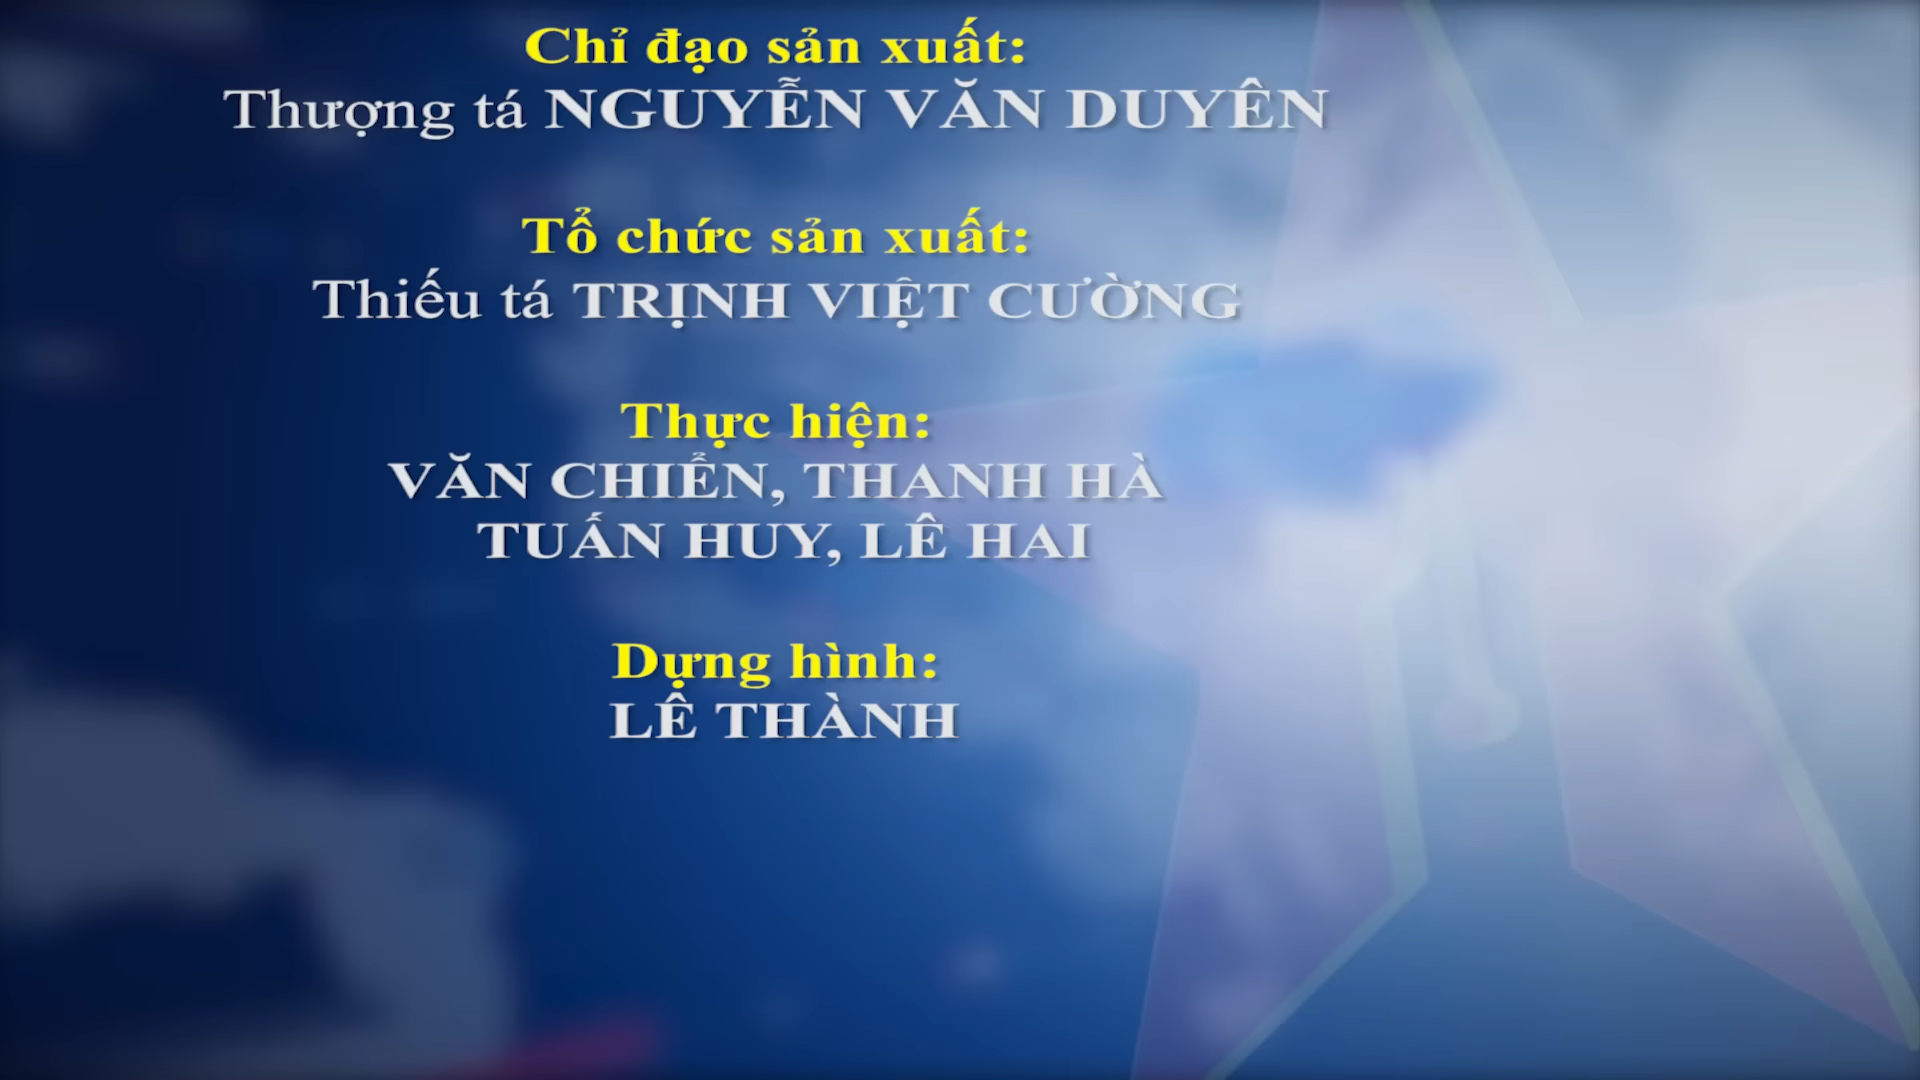 Chỉ đạo sản xuất:
Thượng tá NGUYỄN VĂN DUYÊN
Tổ chức sản xuất:
Thiếu tá TRỊNH VIỆT CƯỜNG
Thực hiện:
VĂN CHIỂN, THANH HÀ
TUẤN HUY, LÊ HAI
Dựng hình:
LÊ THÀNH